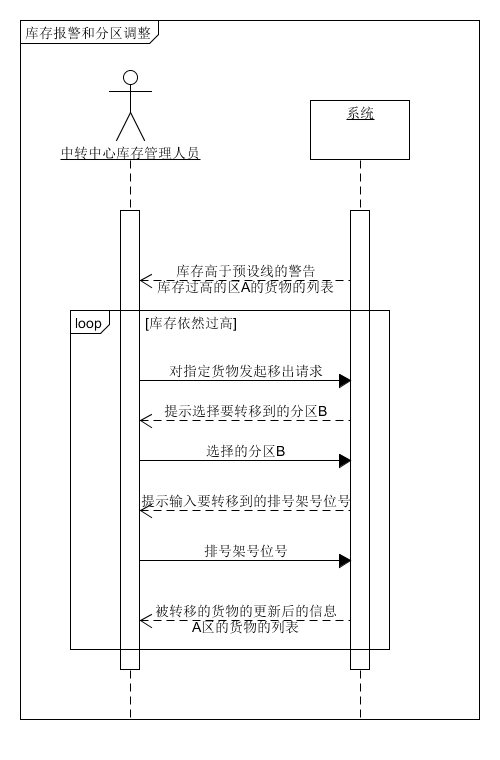 库存报警和分区调整
系统
中转中心库存管理人员
库存高于预设线的警告
库存过高的区A的货物的列表
loop
[库存依然过高]
对指定货物发起移出请求
提示选择要转移到的分区B
选择的分区B
提示输入要转移到的排号架号位号
排号架号位号
被转移的货物的更新后的信息
A区的货物的列表